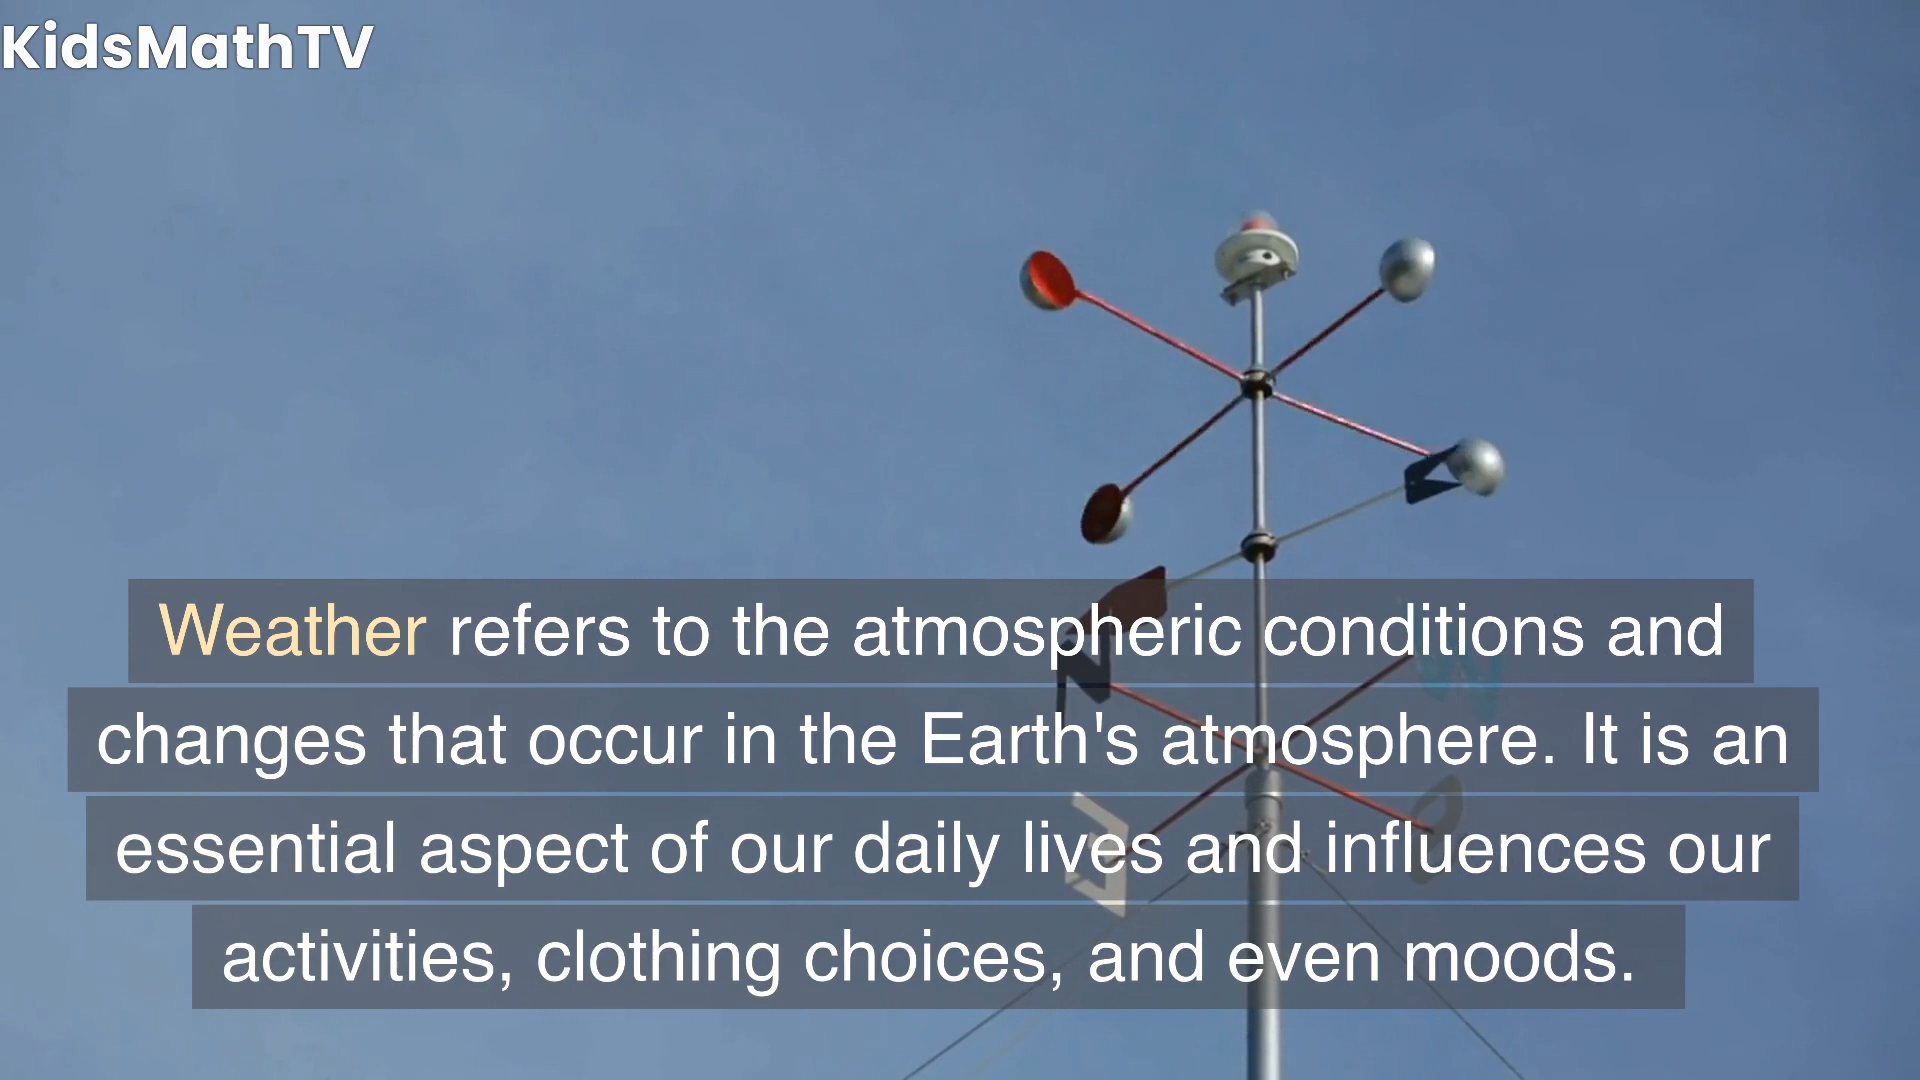 KidsMathTV
Weather refers to the atmospheric conditions and
changes that occur in the Earth's atmosphere. It is an
essential aspect of our daily lives and influences our
activities, clothing choices, and even moods.